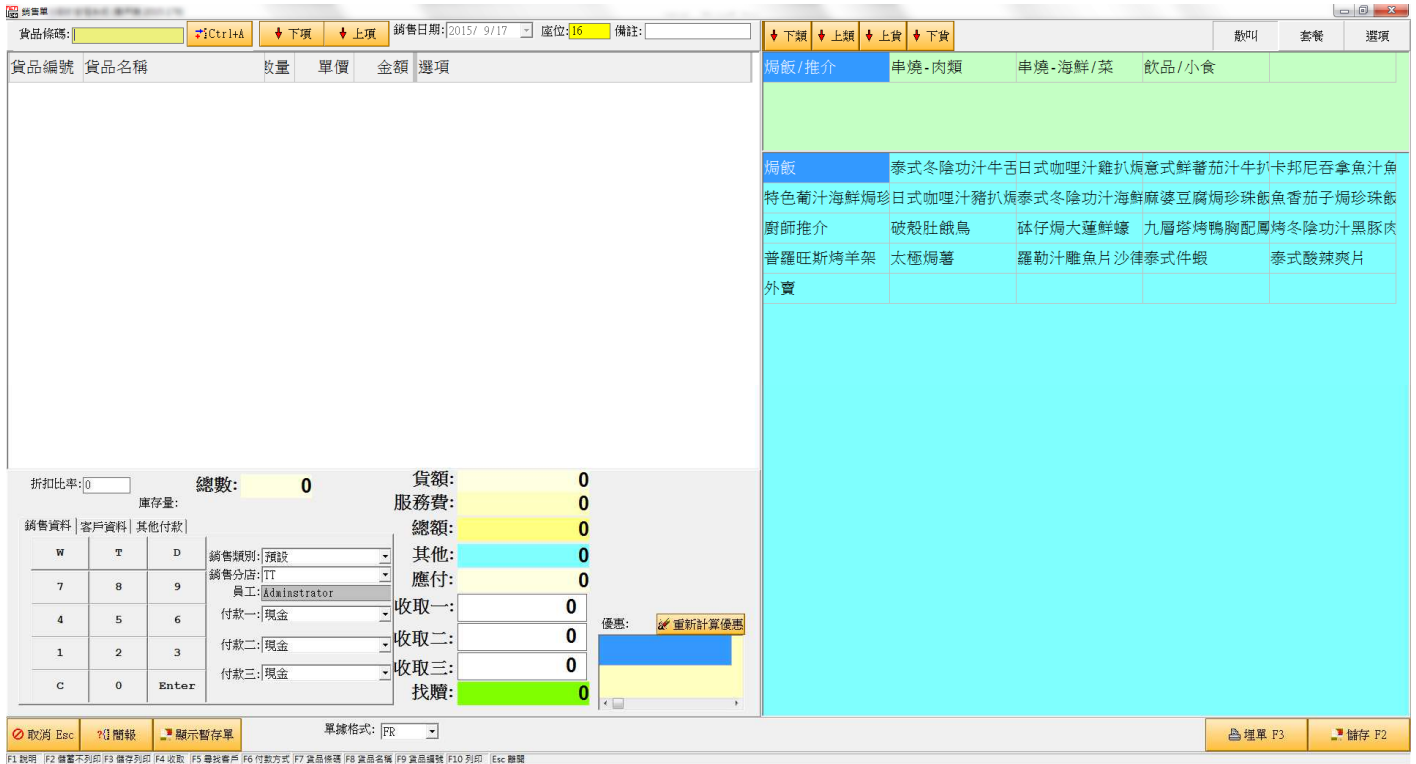 銷售單
貨品條碼: Ctrl+A 下項 上項 銷售日期: 2015/ 9/17 座位: 16 備註:
下類 上類 上貨 下貨 散叫 套餐 選項
貨品編號 貨品名稱 數量 單價 金額 選項
焗飯/推介 串燒-肉類 串燒-海鮮/菜 飲品/小食
焗飯 泰式冬陰功汁牛舌 日式咖哩汁雞扒焗 意式鮮蕃茄汁牛扒 卡邦尼吞拿魚汁魚
特色葡汁海鮮焗珍 日式咖哩汁豬扒焗 泰式冬陰功汁海鮮 麻婆豆腐焗珍珠飯 魚香茄子焗珍珠飯
廚師推介 破殼肚餓鳥 砵仔焗大蓮鮮蠔 九層塔烤鴨胸配鳳 烤冬陰功汁黑豚肉
普羅旺斯烤羊架 太極焗薯 羅勒汁雕魚片沙律 泰式件蝦 泰式酸辣爽片
外賣
折扣比率: 0 總數: 0
庫存量:
銷售資料 客戶資料 其他付款
W T D
7 8 9
4 5 6
1 2 3
C 0 Enter
銷售類別: 預設
銷售分店: TT
員工: Adminstrator
付款一: 現金
付款二: 現金
付款三: 現金
貨額: 0
服務費: 0
總額: 0
其他: 0
應付: 0
收取一: 0
收取二: 0
收取三: 0
找贖: 0
優惠: 重新計算優惠
取消 Esc 簡報 顯示暫存單 單據格式: FR 埋單 F3 儲存 F2
F1 說明 F2 儲蓄不列印 F3 儲存列印 F4 收取 F5 尋找客戶 F6 付款方式 F7 貨品條碼 F8 貨品名稱 F9 貨品編號 F10 列印 Esc 離開